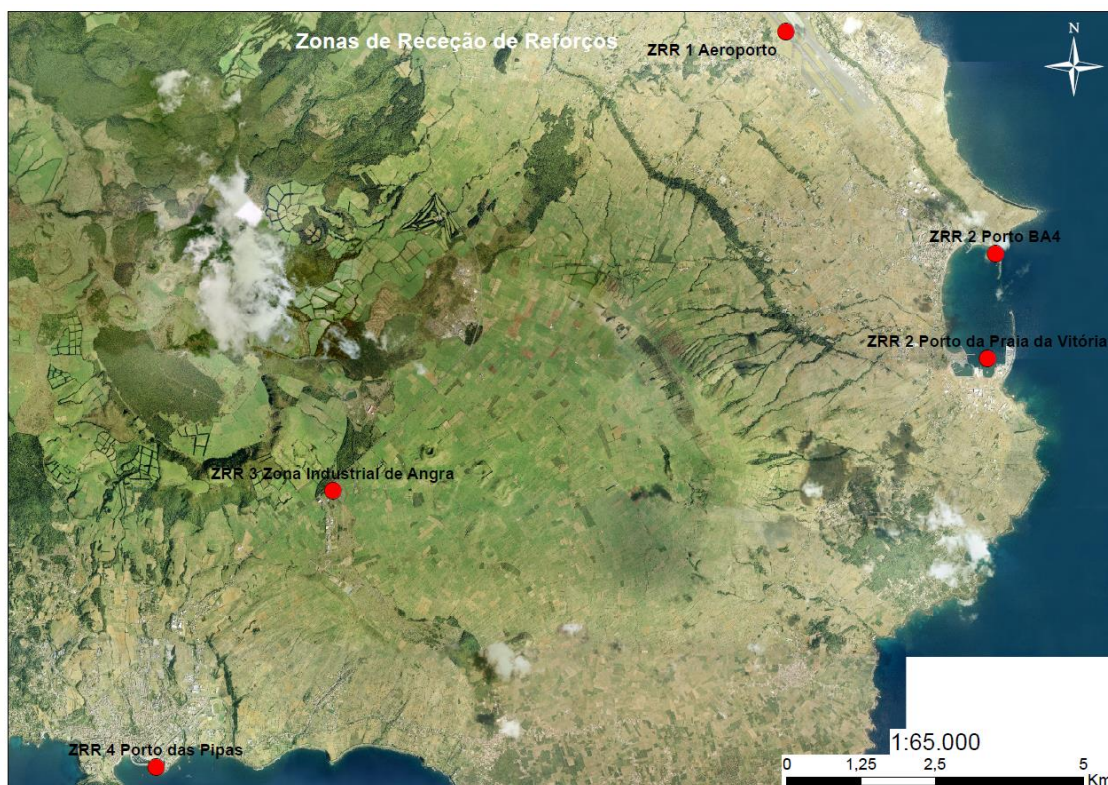 Zonas de Receção de Reforços
ZRR 1 Aeroporto
N
ZRR 2 Porto BA4
ZRR 2 Porto da Praia da Vitória
ZRR 3 Zona Industrial de Angra
ZRR 4 Porto das Pipas
1:65.000
0 1,25 2,5 5
Km